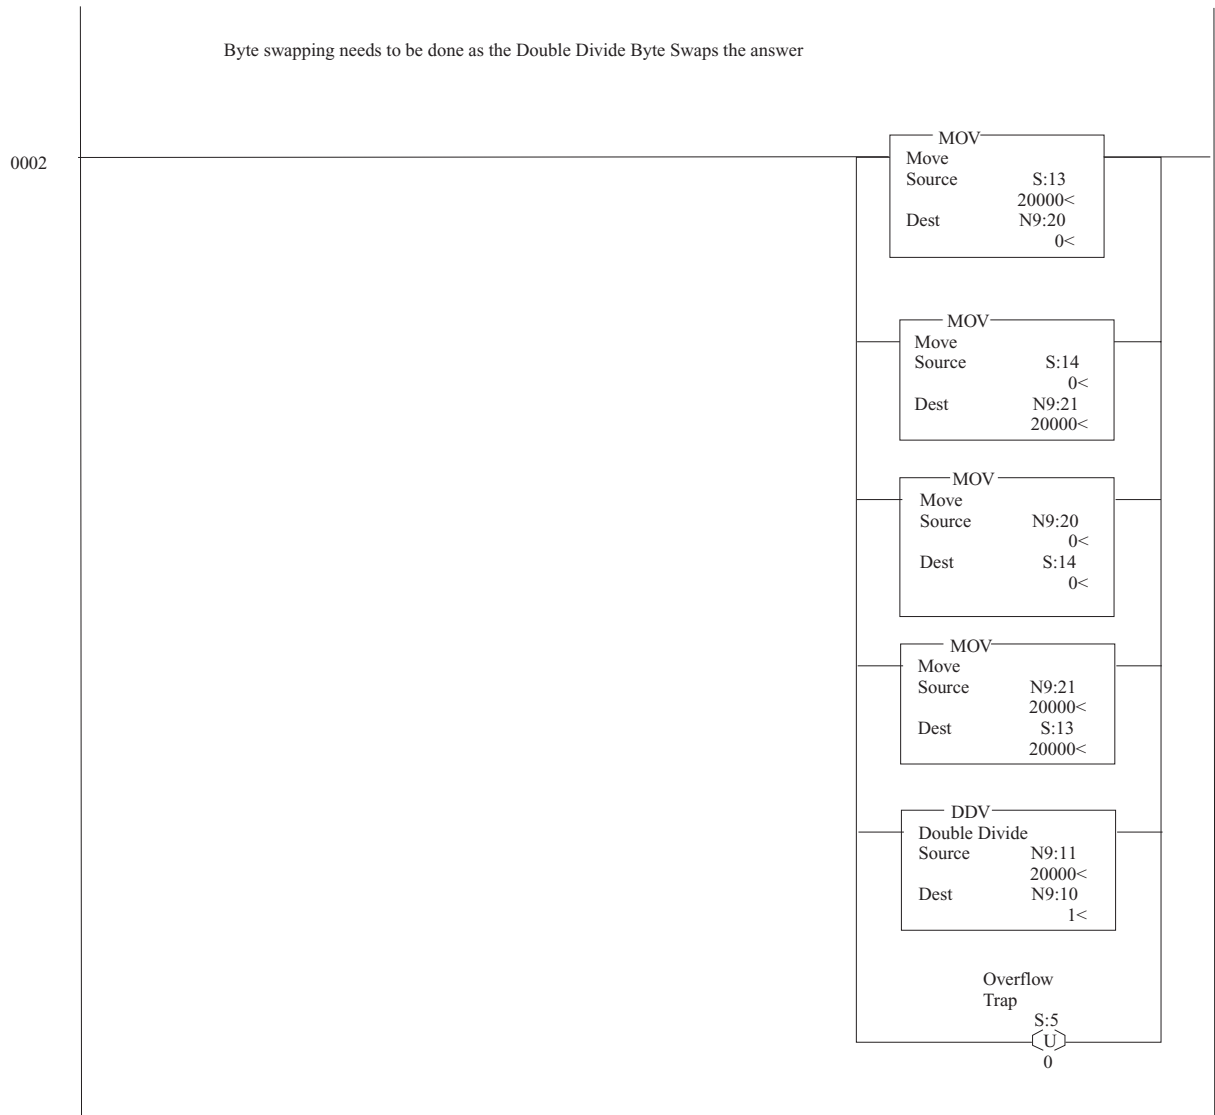 Byte swapping needs to be done as the Double Divide Byte Swaps the answer
0002
MOV
Move
Source S:13
20000<
Dest N9:20
0<
MOV
Move
Source S:14
0<
Dest N9:21
20000<
MOV
Move
Source N9:20
0<
Dest S:14
0<
MOV
Move
Source N9:21
20000<
Dest S:13
20000<
DDV
Double Divide
Source N9:11
20000<
Dest N9:10
1<
Overflow
Trap
S:5
U
0